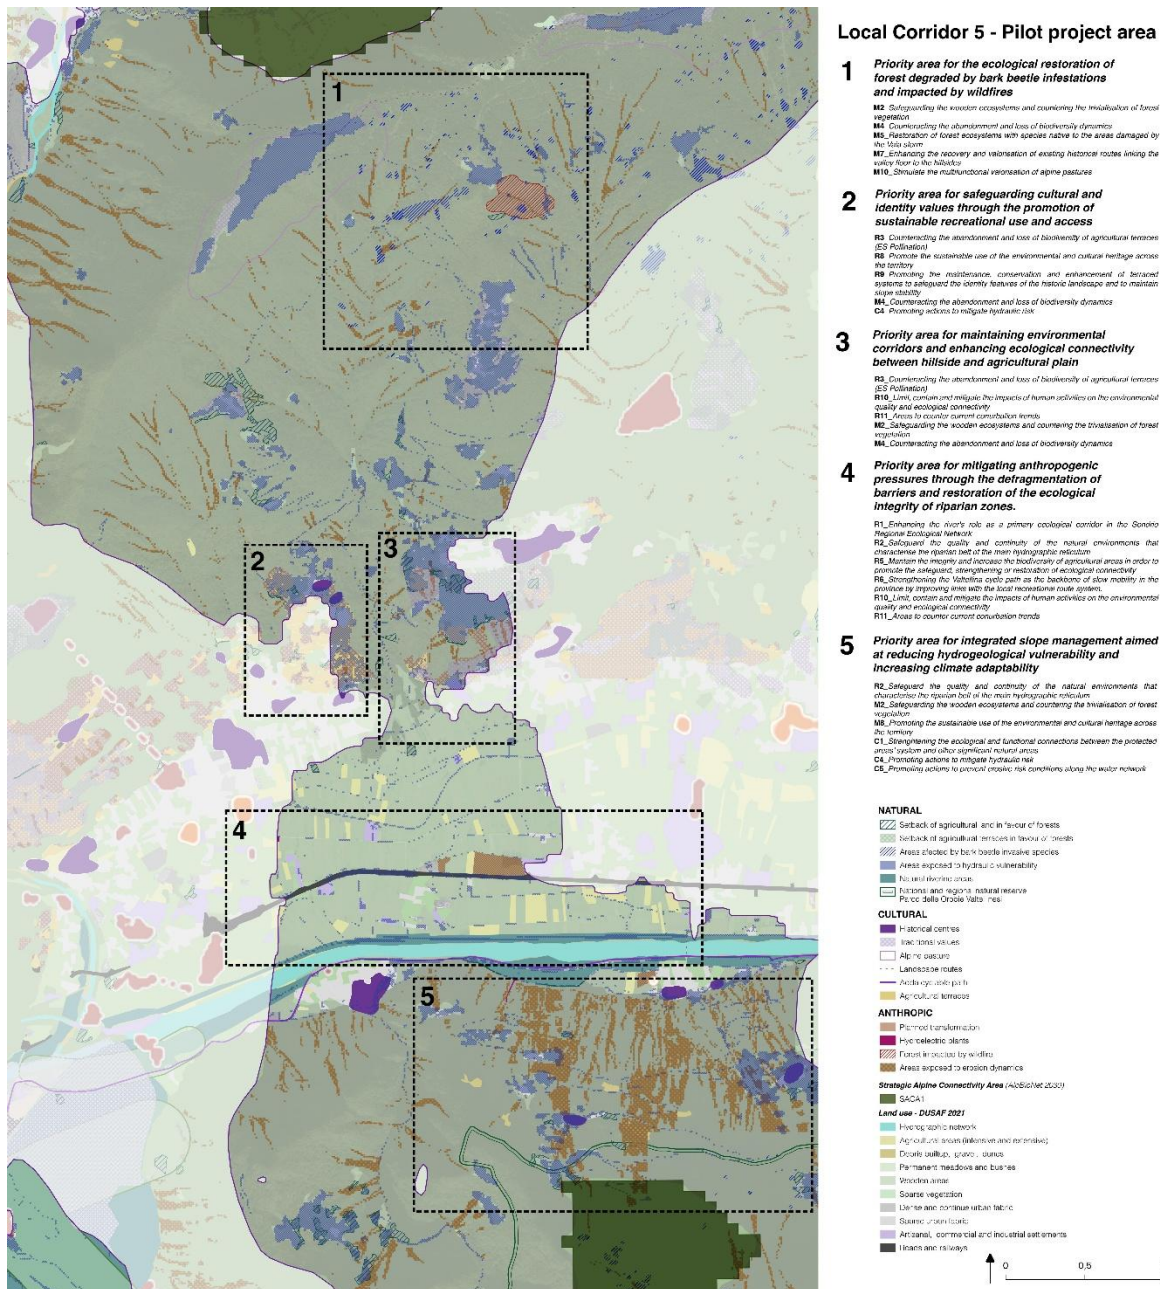 Local Corridor 5 - Pilot project area
1
Priority area for the ecological restoration of
forest degraded by bark beetle infestations
and impacted by wildfires
M2 Safeguarding the wooden ecosystems and countering the trivialisation of forest
vegetation
M4 Counteracting the abandonment and loss of biodiversity dynamics
M5_Restoration of forest ecosystems with species native to the areas damaged by
the Vaia storm
M7_Enhancing the recovery and valorisation of existing historical routes linking the
valley floor to the hillsides
M10_Stimulate the multifunctional valorisation of alpine pastures
2
Priority area for safeguarding cultural and
identity values through the promotion of
sustainable recreational use and access
R3 Counteracting the abandonment and loss of biodiversity of agricultural terraces
(ES Pollination)
R8 Promote the sustainable use of the environmental and cultural heritage across
the territory
R9 Promoting the maintenance, conservation and enhancement of terraced
systems to safeguard the identity features of the historic landscape and to maintain
slope stability
M4_Counteracting the abandonment and loss of biodiversity dynamics
C4 Promoting actions to mitigate hydraulic risk
3
Priority area for maintaining environmental
corridors and enhancing ecological connectivity
between hillside and agricultural plain
R3_Counteracting the abandonment and loss of biodiversity of agricultural terraces
(ES Pollination)
R10_Limit, contain and mitigate the impacts of human activities on the environmental
quality and ecological connectivity
R11_Areas to counter current conurbation trends
M2_Safeguarding the wooden ecosystems and countering the trivialisation of forest
vegetation
M4_Counteracting the abandonment and loss of biodiversity dynamics
4
Priority area for mitigating anthropogenic
pressures through the defragmentation of
barriers and restoration of the ecological
integrity of riparian zones.
R1_Enhancing the river's role as a primary ecological corridor in the Sondrio
Regional Ecological Network
R2_Safeguard the quality and continuity of the natural environments that
characterise the riparian belt of the main hydrographic reticulum
R5_Mantain the integrity and increase the biodiversity of agricultural areas in order to
promote the safeguard, strengthening or restoration of ecological connectivity
R6_Strengthening the Valtellina cycle path as the backbone of slow mobility in the
province by improving links with the local recreational route system.
R10_Limit, contain and mitigate the impacts of human activities on the environmental
quality and ecological connectivity
R11_Areas to counter current conurbation trends
5
Priority area for integrated slope management aimed
at reducing hydrogeological vulnerability and
increasing climate adaptability
R2_Safeguard the quality and continuity of the natural environments that
characterise the riparian belt of the main hydrographic reticulum
M2_Safeguarding the wooden ecosystems and countering the trivialisation of forest
vegetation
M8_Promoting the sustainable use of the environmental and cultural heritage across
the territory
C1_Strenghtening the ecological and functional connections between the protected
areas' system and other significant natural areas
C4_Promoting actions to mitigate hydraulic risk
C5_Promoting actions to prevent erosive risk conditions along the water network
NATURAL
Setback of agricultural land in favour of forests
Setback of agricultural terraces in favour of forests
Areas affected by bark beetle invasive species
Areas exposed to hydraulic vulnerability
Natural riverine areas
National and regional natural reserve
Parco delle Orobie Valtellinesi
CULTURAL
Historical centres
Traditional values
Alpine pasture
Landscape routes
Adda cyclable path
Agricultural terraces
ANTHROPIC
Planned transformation
Hydroelectric plants
Forest impacted by wildfire
Areas exposed to erosion dynamics
Strategic Alpine Connectivity Area (AlpBioNet 2030)
SACA1
Land use - DUSAF 2021
Hydrographic network
Agricultural areas (intensive and extensive)
Debris builtup, gravel, dunes
Permanent meadows and bushes
Wooden areas
Sparse vegetation
Dense and continue urban fabric
Sparse urban fabric
Artizanal, commercial and industrial settlements
Roads and railways
0 0,5
1
2
3
4
5